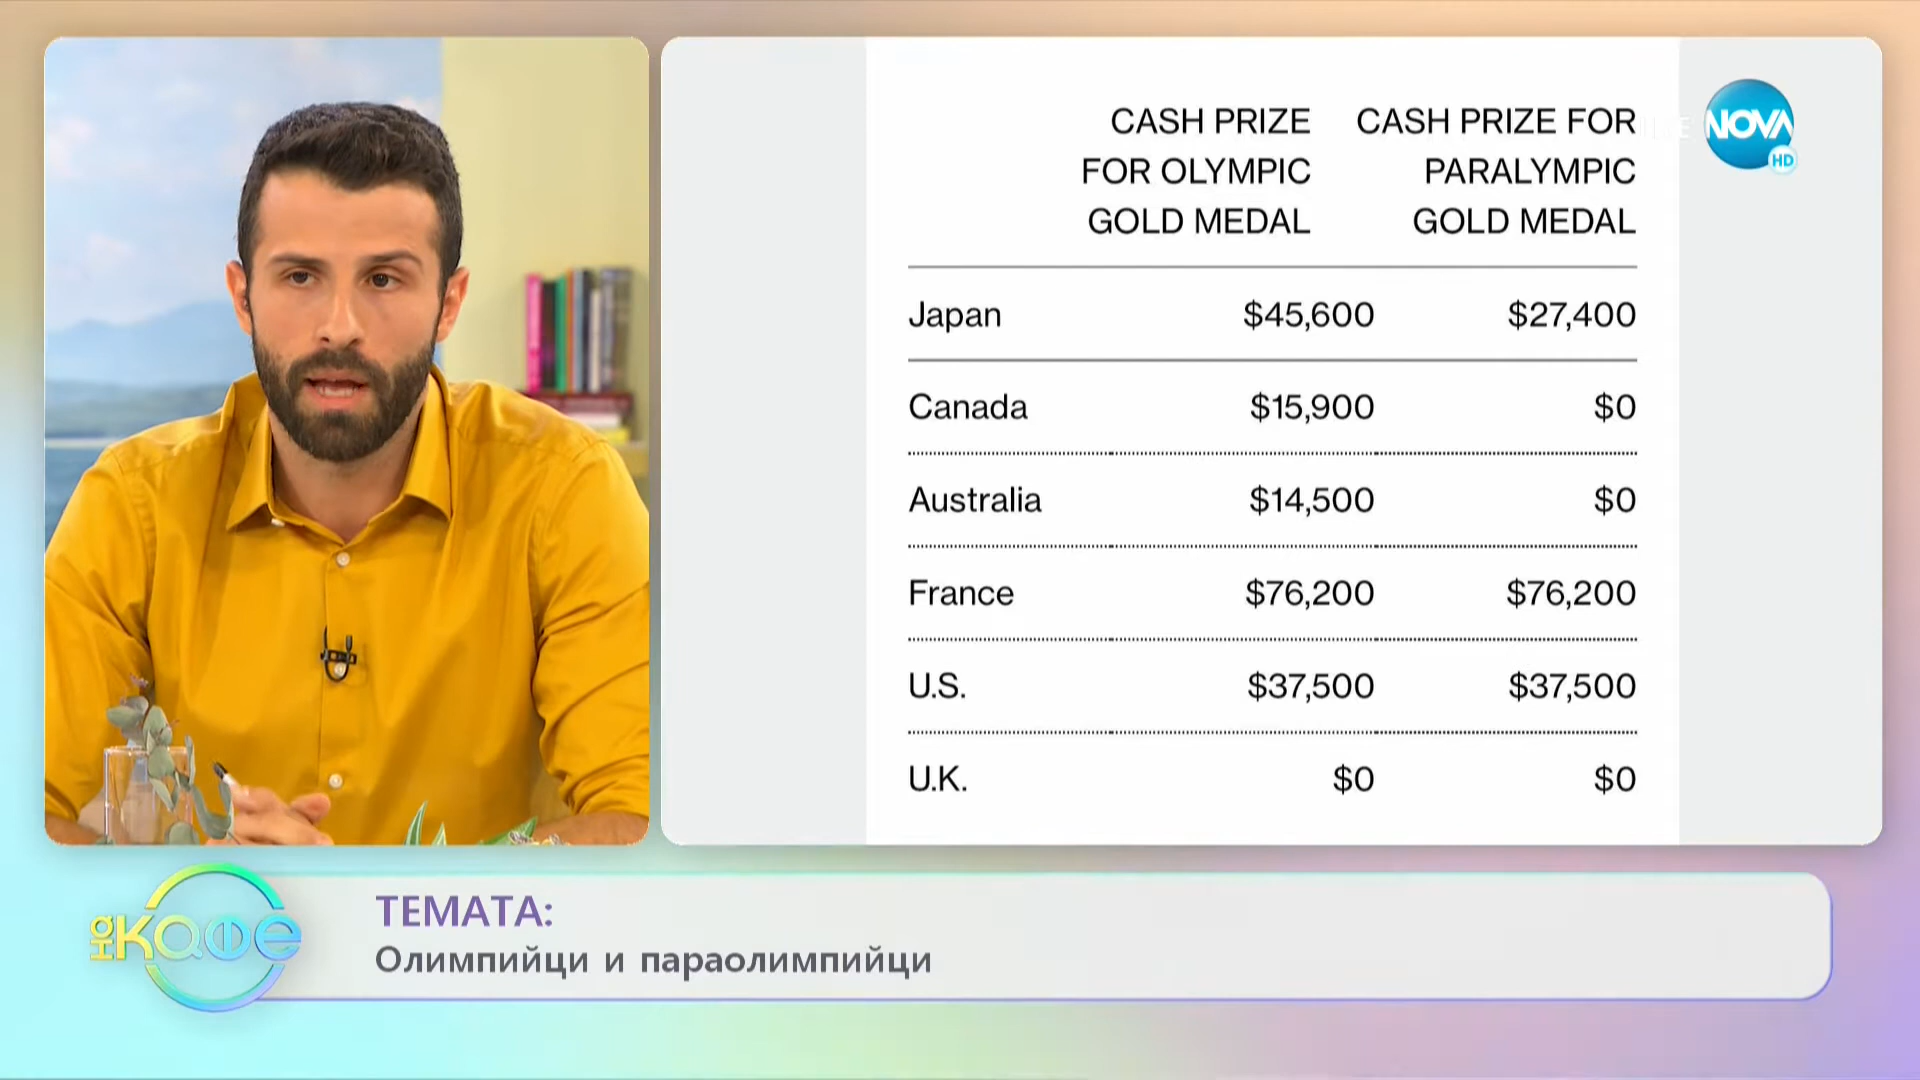 CASH PRIZE
FOR OLYMPIC
GOLD MEDAL
CASH PRIZE FOR
PARALYMPIC
GOLD MEDAL
NOVA
HD
Japan $45,600 $27,400
Canada $15,900 $0
Australia $14,500 $0
France $76,200 $76,200
U.S. $37,500 $37,500
U.K. $0 $0
на кафе
ТЕМАТА:
Олимпийци и параолимпийци